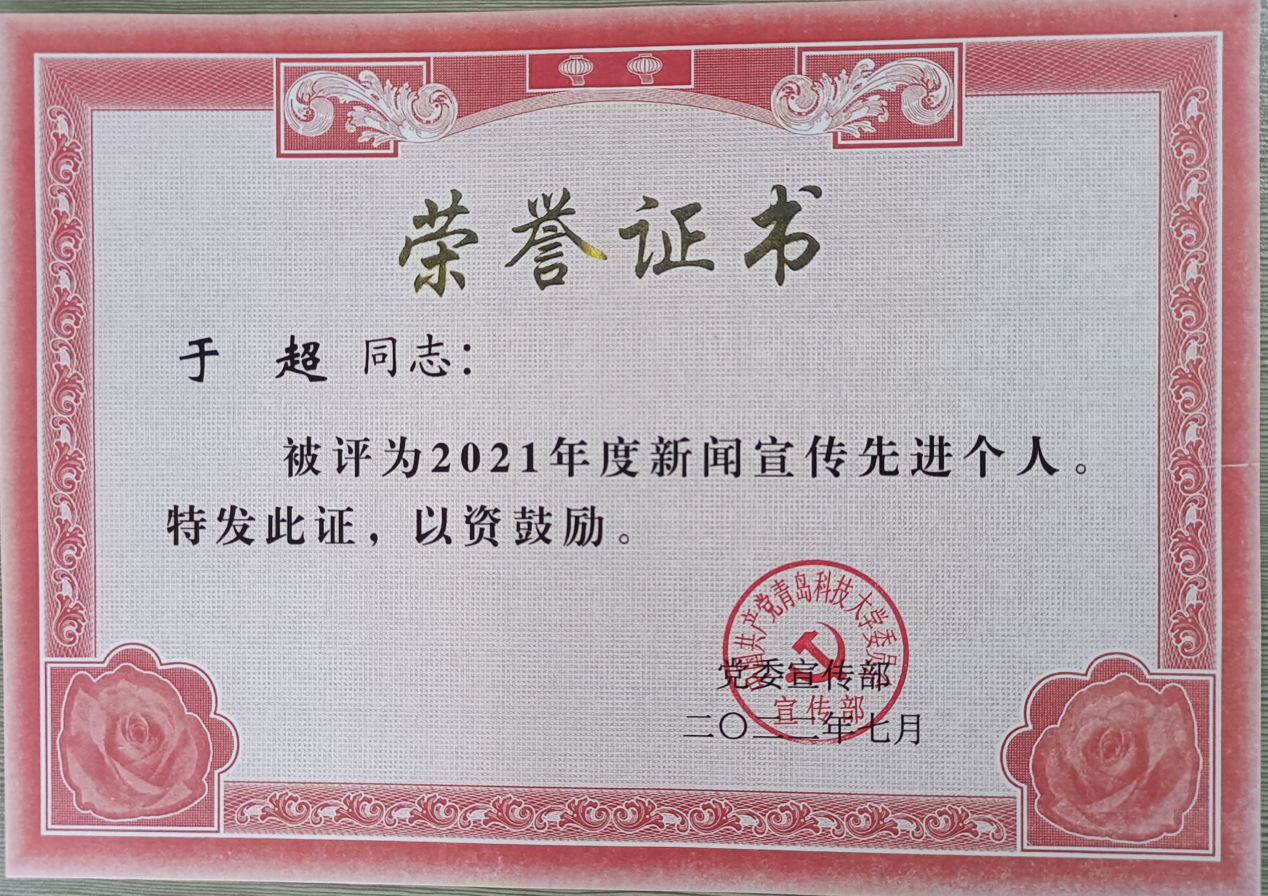 荣誉证书
于 超 同志：
被评为2021年度新闻宣传先进个人。
特发此证，以资鼓励。
中国共产党青岛科技大学委员会
党委宣传部
宣传部
二〇二二年七月